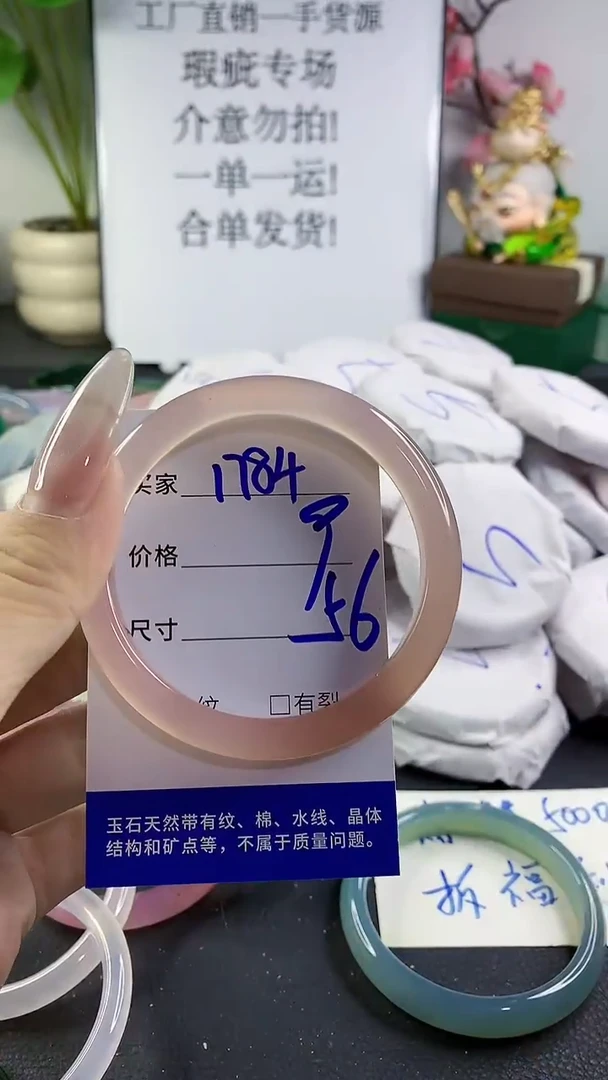 工厂直销一手货源
瑕疵专场
介意勿拍!
一单一运!
合单发货!
买家 1784
价格
尺寸 56
纹 □有裂
玉石天然带有纹、棉、水线、晶体
结构和矿点等，不属于质量问题。
5000
拆福